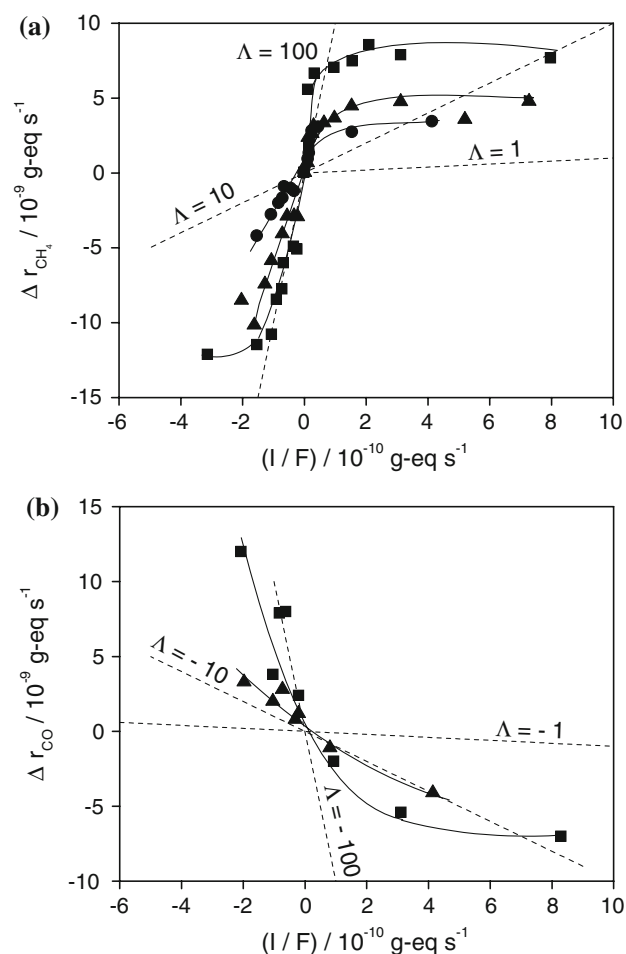 (a)
10
5
0
-5
-10
-15
Δ r_CH₄ / 10⁻⁹ g-eq s⁻¹
Λ = 100
Λ = 1
Λ = 10
-6 -4 -2 0 2 4 6 8 10
(I / F) / 10⁻¹⁰ g-eq s⁻¹
(b)
15
10
5
0
-5
-10
Δ r_CO / 10⁻⁹ g-eq s⁻¹
Λ = - 10
Λ = - 1
Λ = - 100
-6 -4 -2 0 2 4 6 8 10
(I / F) / 10⁻¹⁰ g-eq s⁻¹